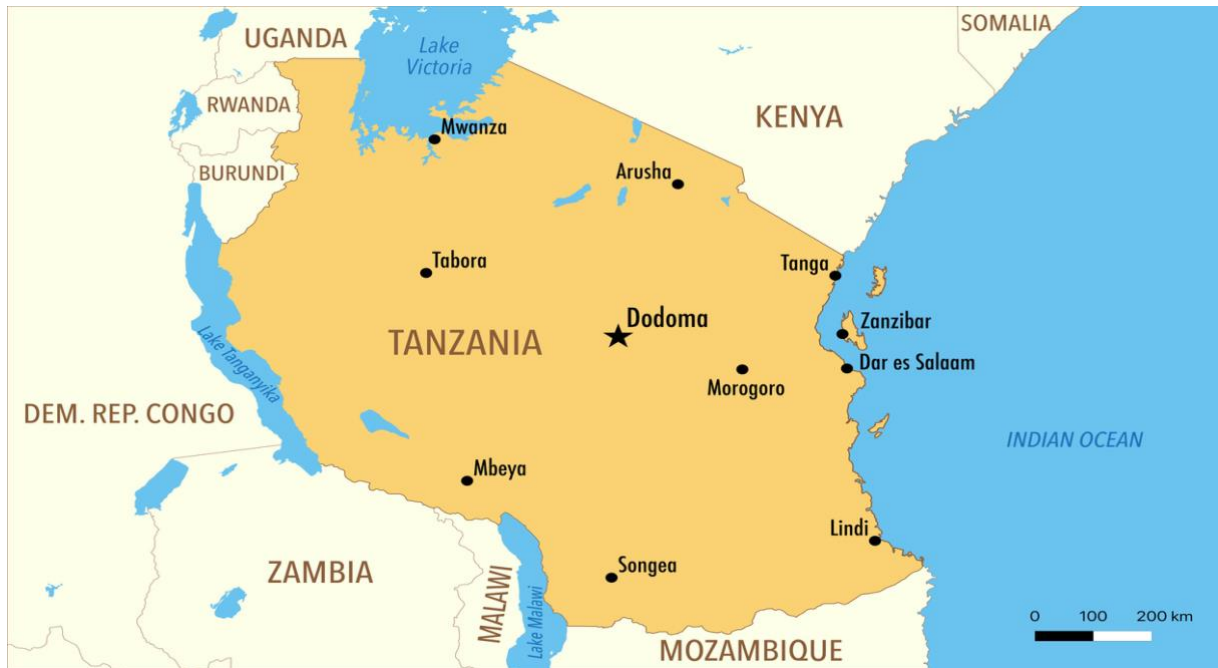 SOMALIA
UGANDA
Lake
Victoria
RWANDA
KENYA
Mwanza
BURUNDI
Arusha
Tabora
Tanga
Dodoma
Zanzibar
TANZANIA
Lake Tanganyika
Dar es Salaam
Morogoro
DEM. REP. CONGO
INDIAN OCEAN
Mbeya
Lindi
ZAMBIA
Songea
MALAWI
Lake Malawi
0 100 200 km
MOZAMBIQUE